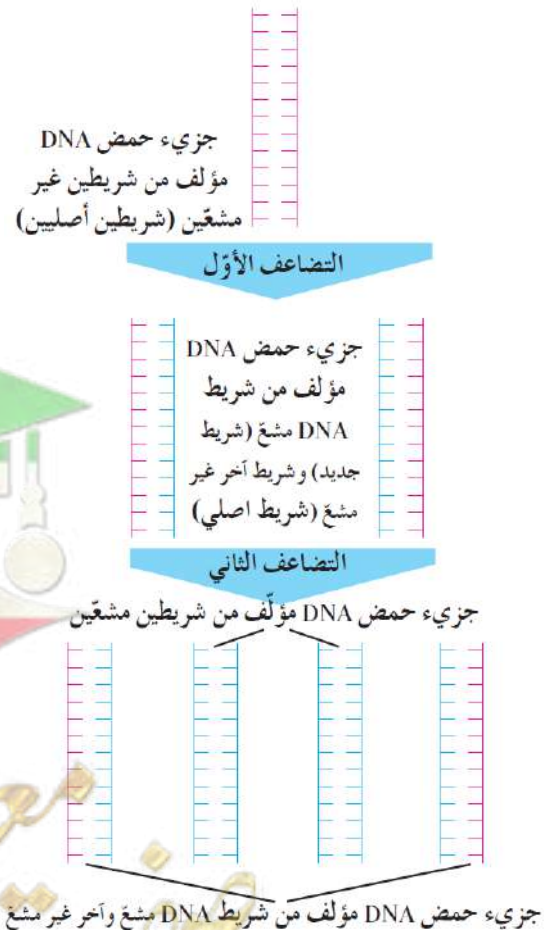 جزيء حمض DNA
مؤلف من شريطين غير
مشعّين (شريطين أصليين)
التضاعف الأوّل
جزيء حمض DNA
مؤلف من شريط
DNA مشعّ (شريط
جديد) وشريط آخر غير
مشعّ (شريط اصلي)
التضاعف الثاني
جزيء حمض DNA مؤلّف من شريطين مشعّين
جزيء حمض DNA مؤلف من شريط DNA مشعّ وآخر غير مشعّ